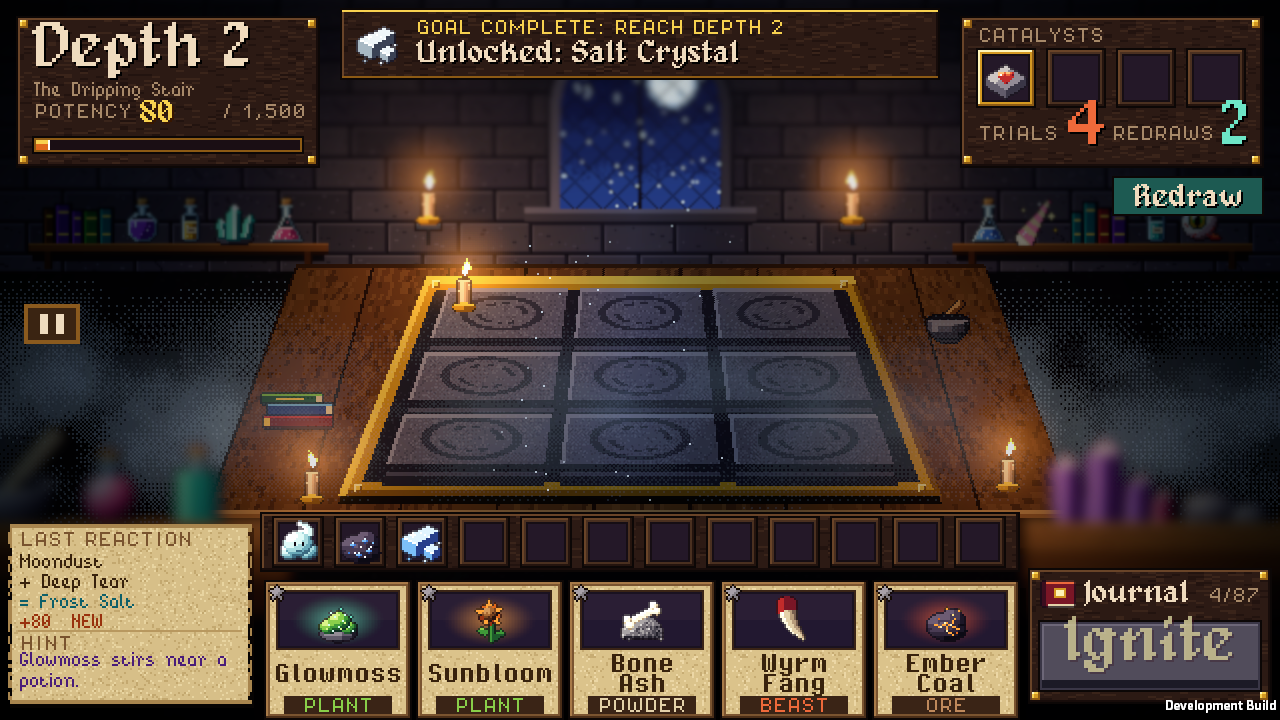 Depth 2
The Dripping Stair
POTENCY 80 / 1,500
GOAL COMPLETE: REACH DEPTH 2
Unlocked: Salt Crystal
CATALYSTS
TRIALS 4 REDRAWS 2
Redraw
LAST REACTION
Moondust
+ Deep Tear
= Frost Salt
+80 NEW
HINT
Glowmoss stirs near a
potion.
Glowmoss
PLANT
Sunbloom
PLANT
Bone
Ash
POWDER
Wyrm
Fang
BEAST
Ember
Coal
ORE
Journal 4/87
Ignite
Development Build